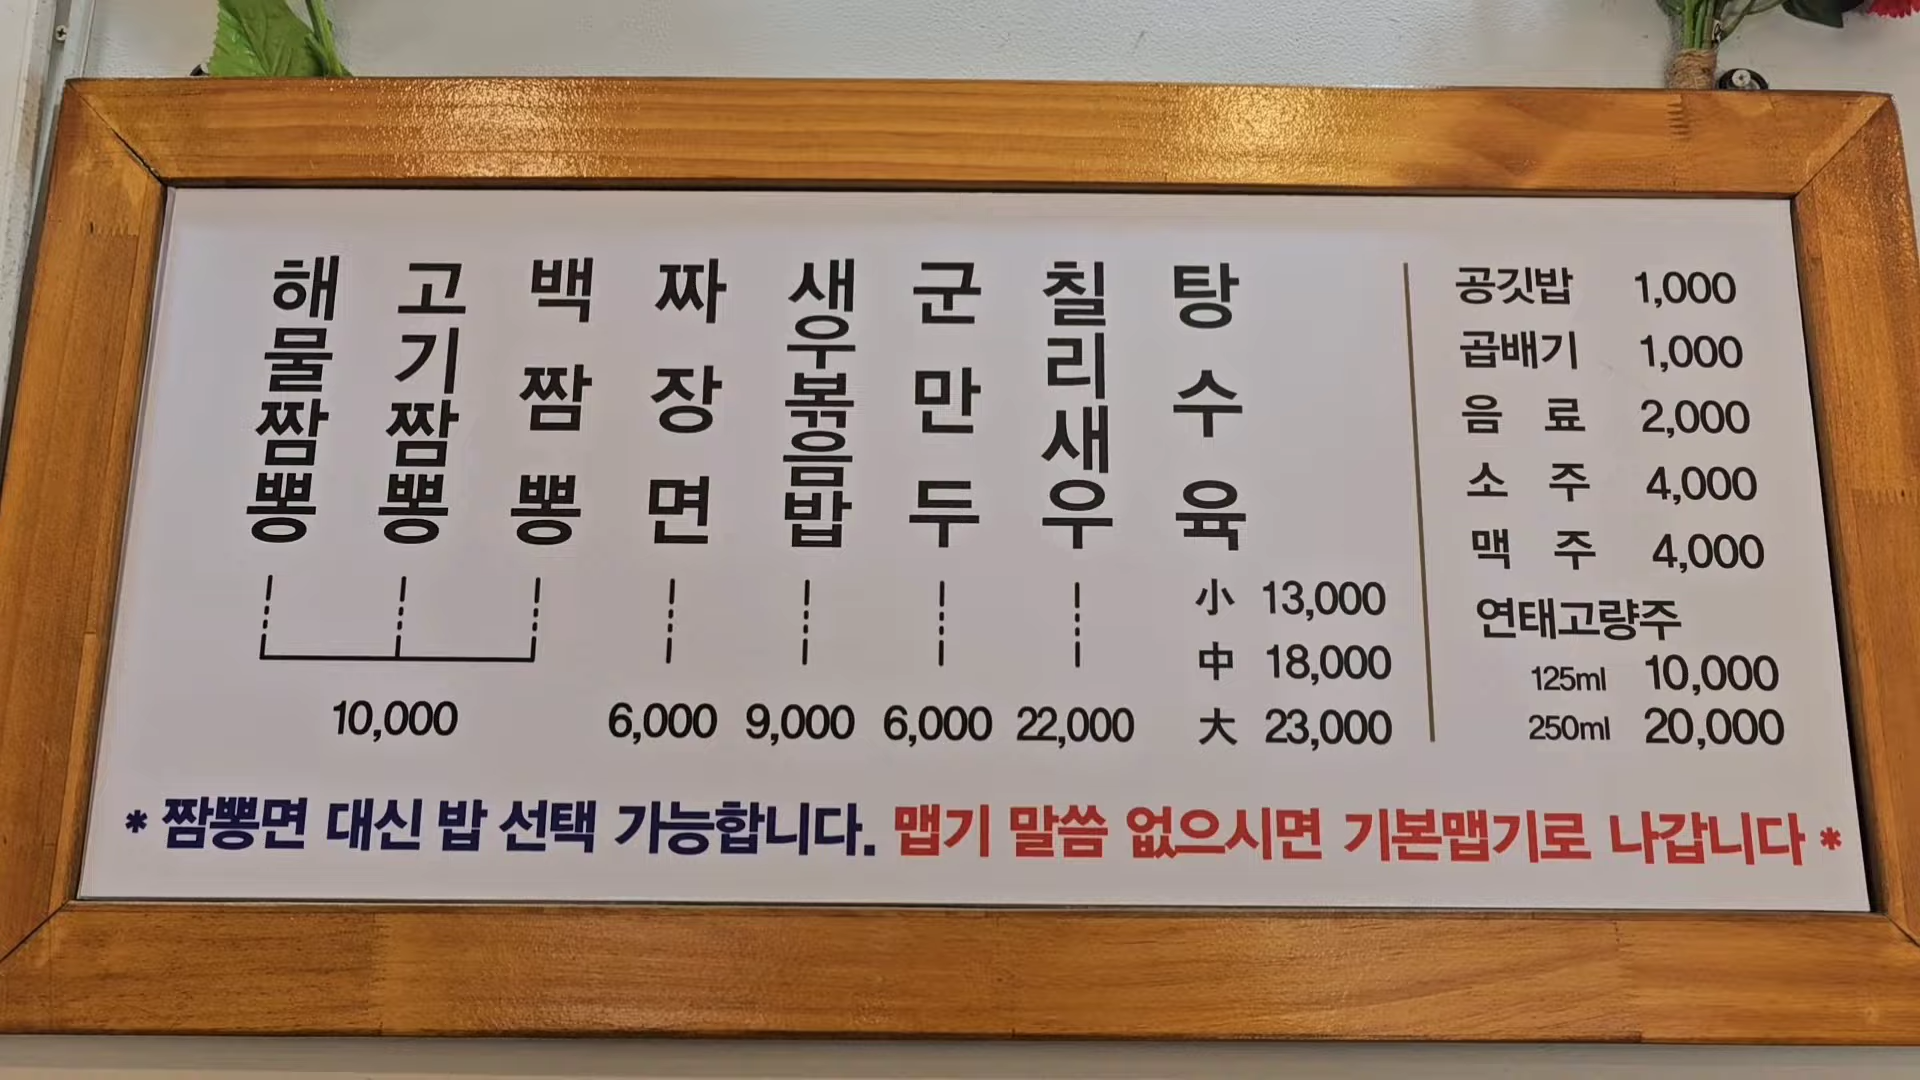 해물짬뽕
고기짬뽕
백짬뽕
10,000
짜장면
6,000
새우볶음밥
9,000
군만두
6,000
칠리새우
22,000
탕수육
小 13,000
中 18,000
大 23,000
공깃밥 1,000
곱배기 1,000
음 료 2,000
소 주 4,000
맥 주 4,000
연태고량주
125ml 10,000
250ml 20,000
* 짬뽕면 대신 밥 선택 가능합니다. 맵기 말씀 없으시면 기본맵기로 나갑니다 *